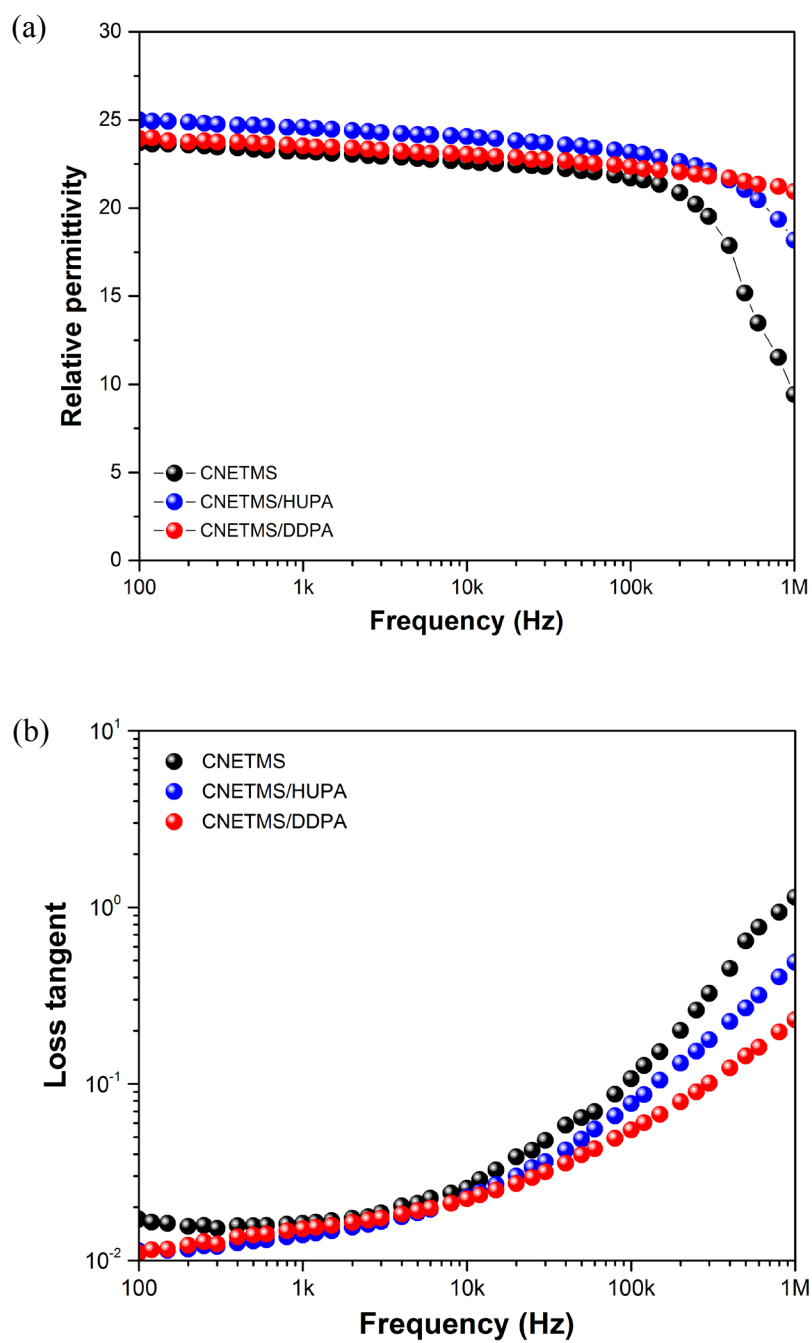 (a)
30
25
20
15
10
5
0
Relative permittivity
CNETMS
CNETMS/HUPA
CNETMS/DDPA
100 1k 10k 100k 1M
Frequency (Hz)
(b)
10¹
10⁰
10⁻¹
10⁻²
Loss tangent
CNETMS
CNETMS/HUPA
CNETMS/DDPA
100 1k 10k 100k 1M
Frequency (Hz)